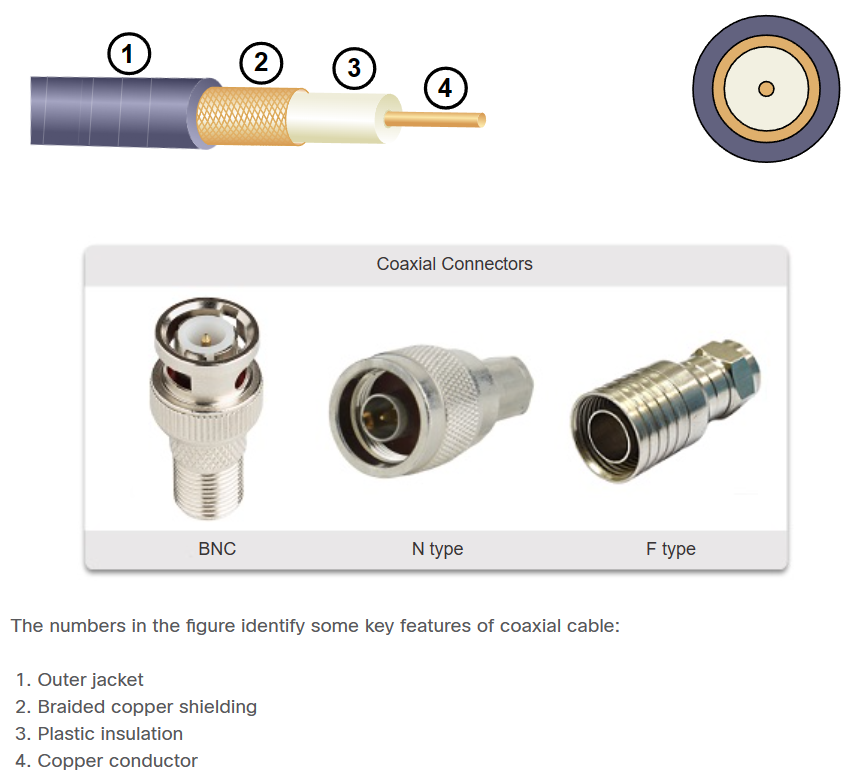 1
2
3
4
Coaxial Connectors
BNC
N type
F type
The numbers in the figure identify some key features of coaxial cable:
1. Outer jacket
2. Braided copper shielding
3. Plastic insulation
4. Copper conductor